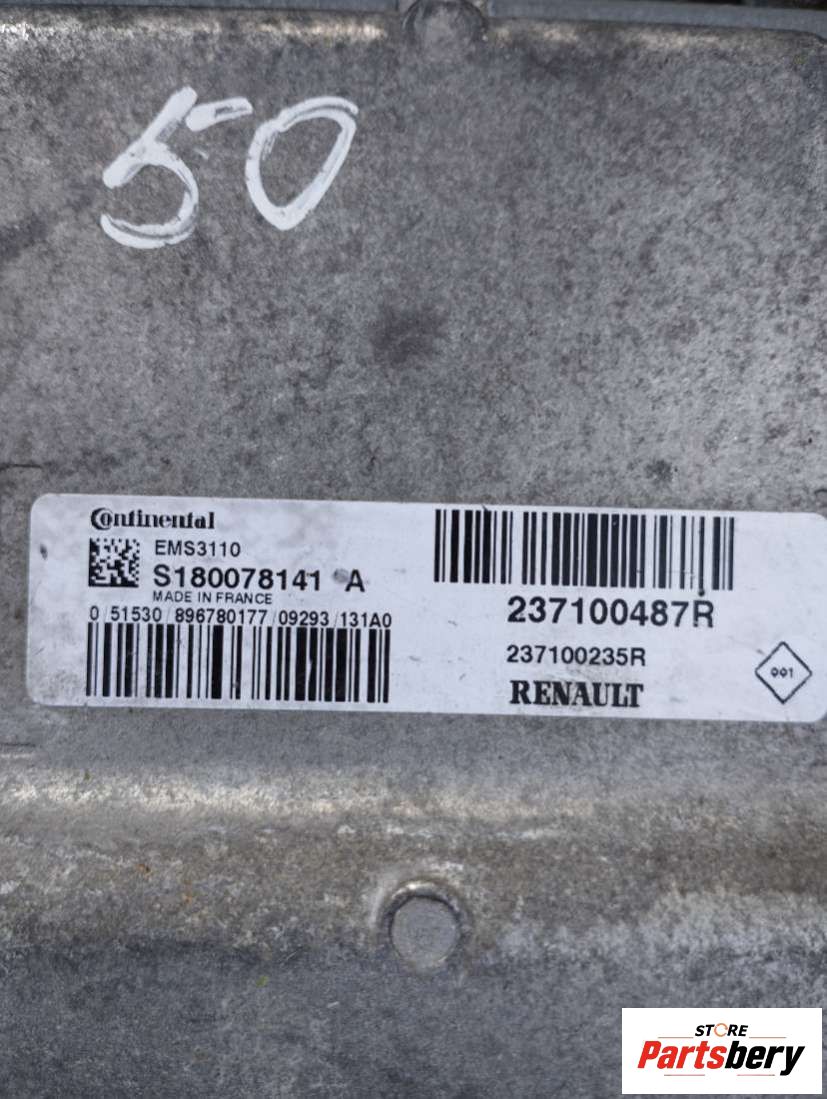 50
Continental
EMS3110
S180078141 A
MADE IN FRANCE
0 51530 896780177 09293 131A0
237100487R
237100235R
RENAULT
001
STORE
Partsbery